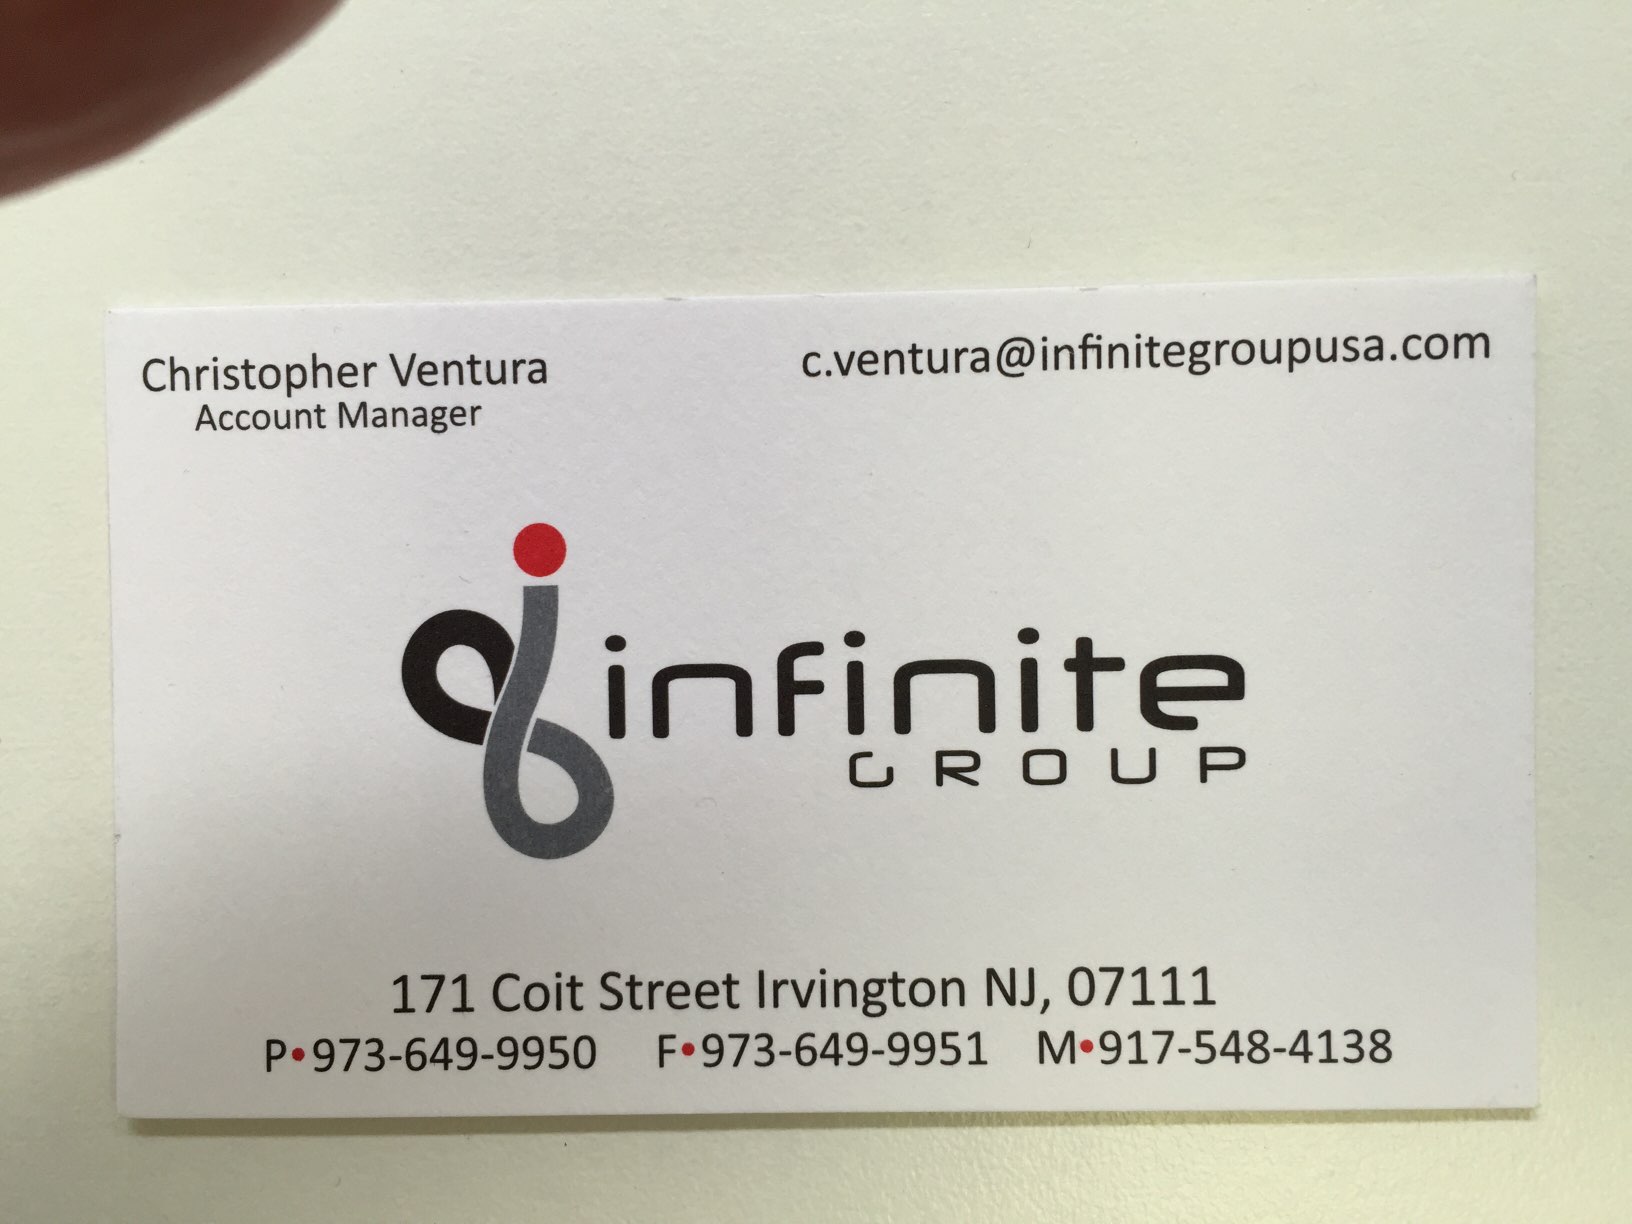 Christopher Ventura
Account Manager
c.ventura@infinitegroupusa.com
infinite
GROUP
171 Coit Street Irvington NJ, 07111
P•973-649-9950 F•973-649-9951 M•917-548-4138